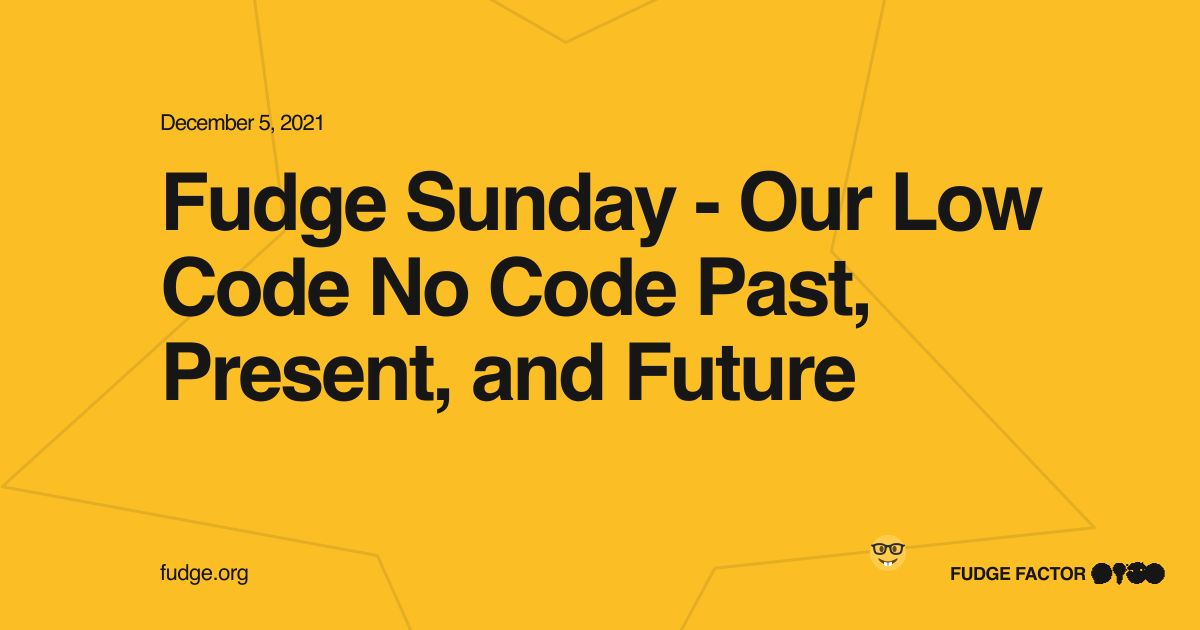 December 5, 2021
Fudge Sunday - Our Low
Code No Code Past,
Present, and Future
fudge.org
FUDGE FACTOR